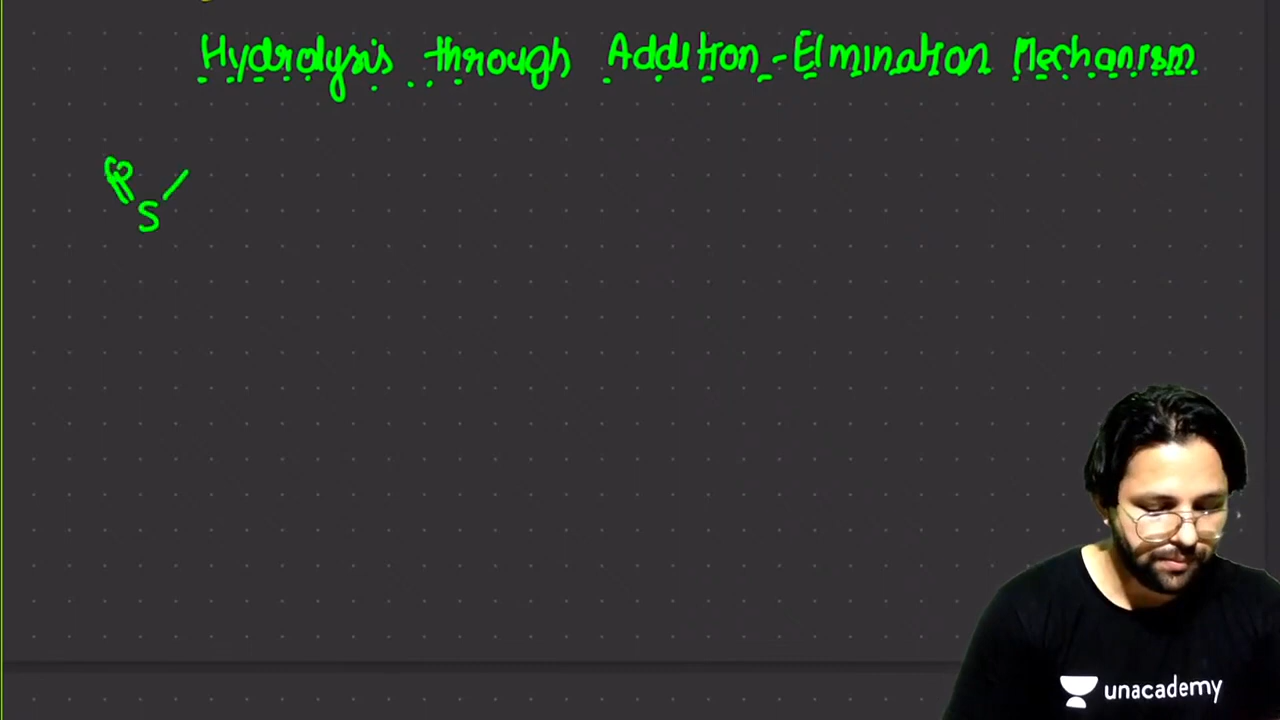 Hydrolysis through Addition-Elimination Mechanism
O
S
unacademy